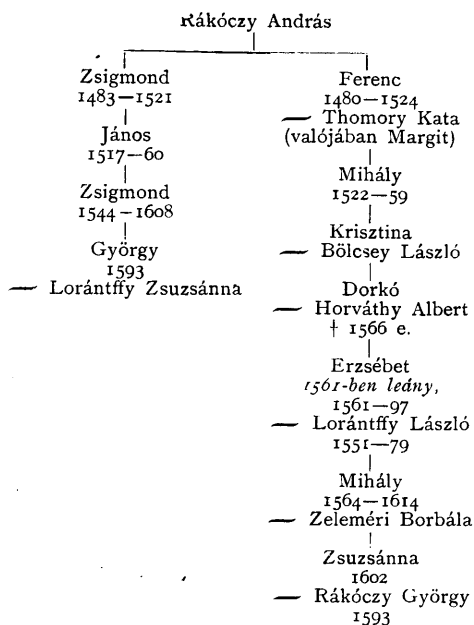 Rákóczy András
Zsigmond
1483—1521
János
1517—60
Zsigmond
1544—1608
György
1593
— Lorántffy Zsuzsánna
Ferenc
1480—1524
— Thomory Kata
(valójában Margit)
Mihály
1522—59
Krisztina
— Bölcsey László
Dorkó
— Horváthy Albert
† 1566 e.
Erzsébet
1561-ben leány,
1561—97
— Lorántffy László
1551—79
Mihály
1564—1614
— Zeleméri Borbála
Zsuzsánna
1602
— Rákóczy György
1593